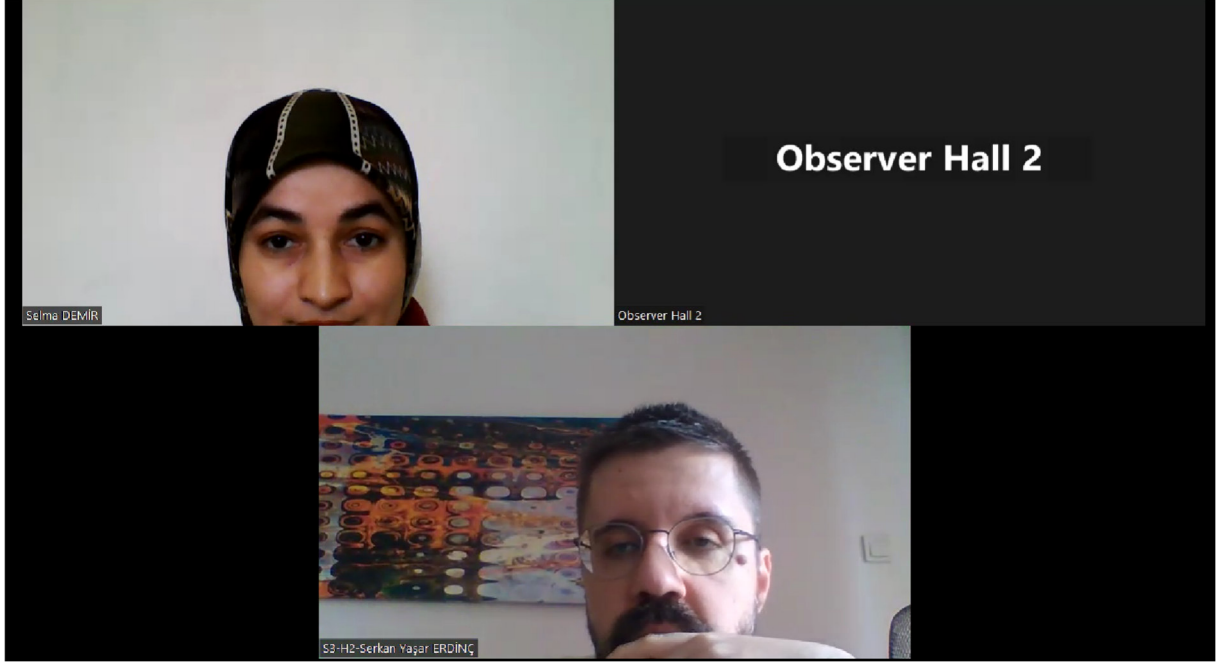 Observer Hall 2
Selma DEMİR
Observer Hall 2
S3-H2-Serkan Yaşar ERDİNÇ